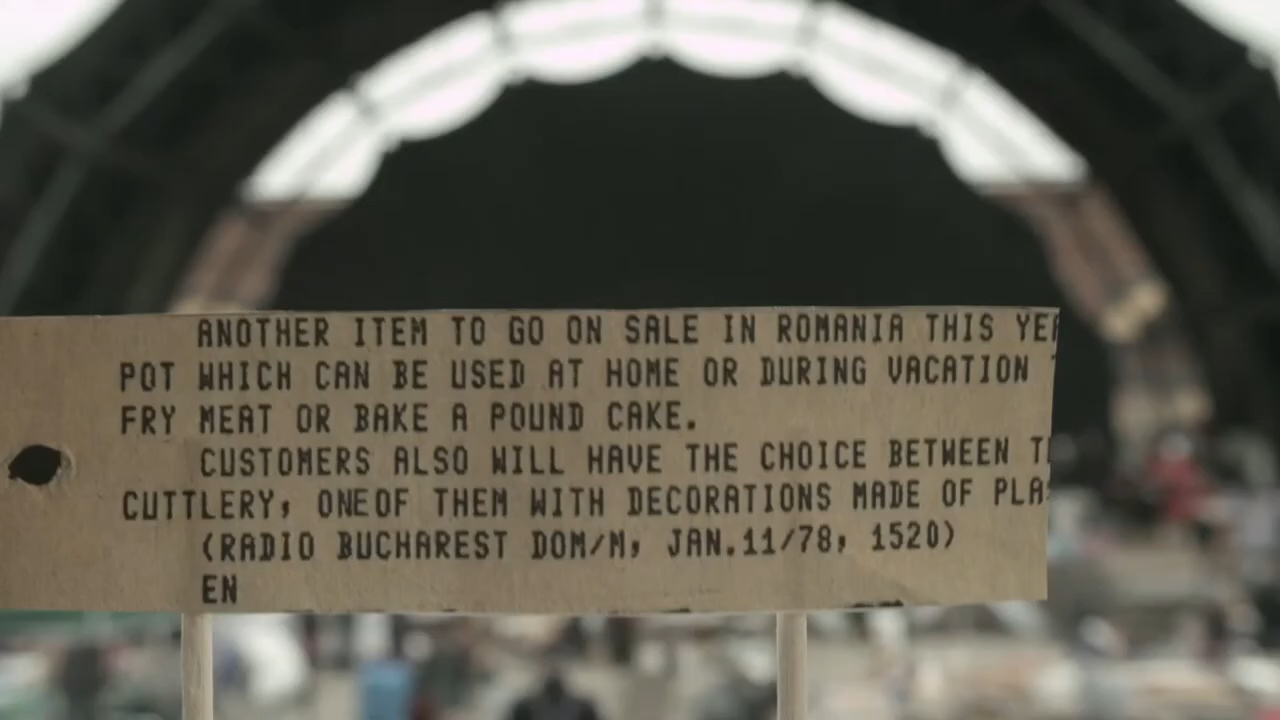 ANOTHER ITEM TO GO ON SALE IN ROMANIA THIS
POT WHICH CAN BE USED AT HOME OR DURING VACATION
FRY MEAT OR BAKE A POUND CAKE.
CUSTOMERS ALSO WILL HAVE THE CHOICE BETWEEN
CUTTLERY, ONEOF THEM WITH DECORATIONS MADE OF
(RADIO BUCHAREST DOM/M, JAN.11/78, 1520)
EN